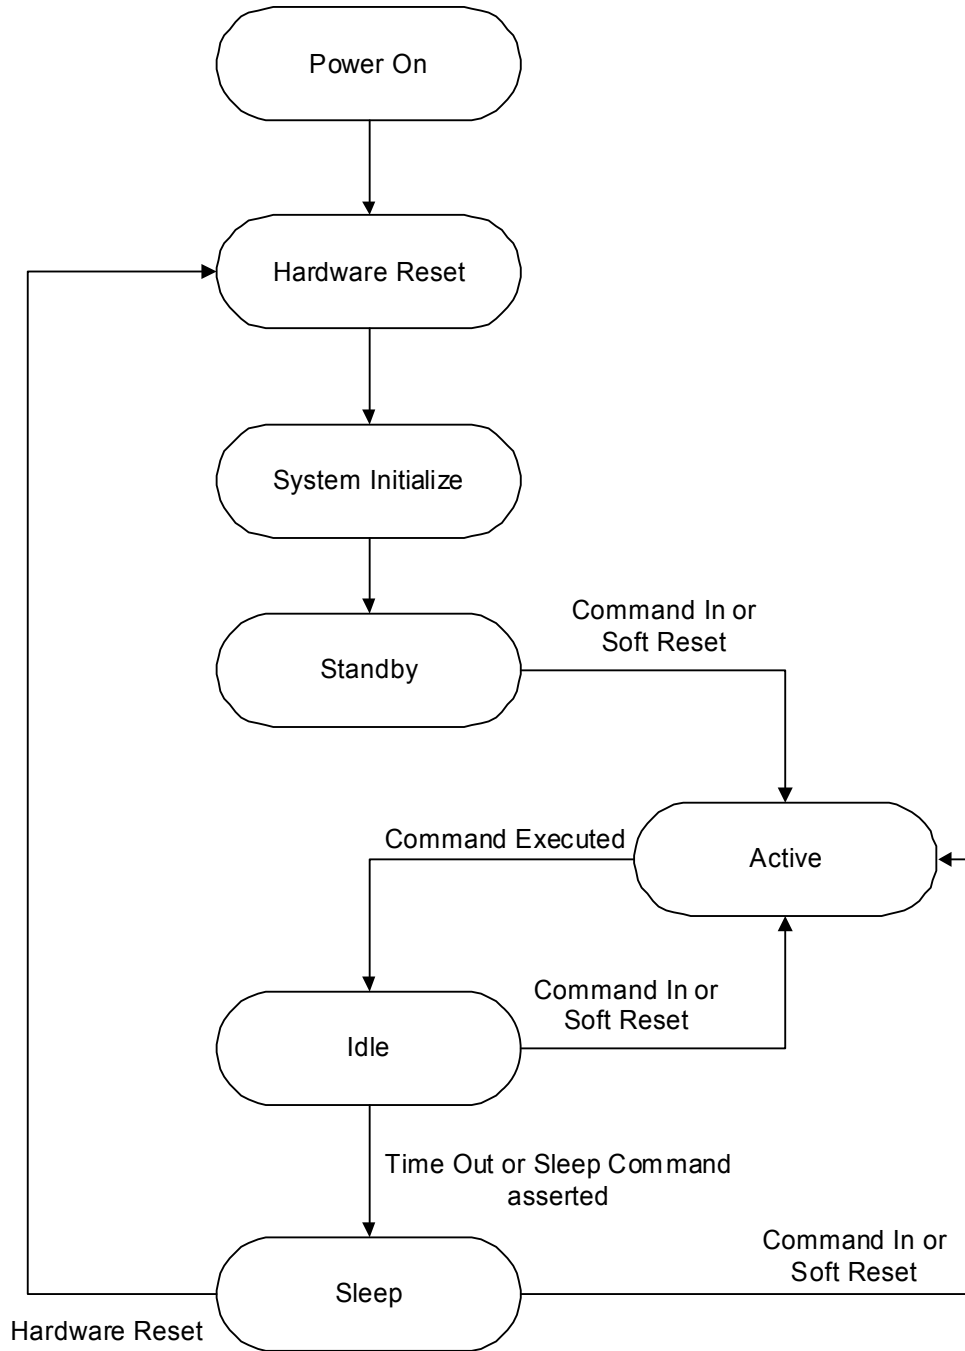 Power On
Hardware Reset
System Initialize
Command In or
Soft Reset
Standby
Command Executed
Active
Command In or
Soft Reset
Idle
Time Out or Sleep Command
asserted
Command In or
Soft Reset
Sleep
Hardware Reset